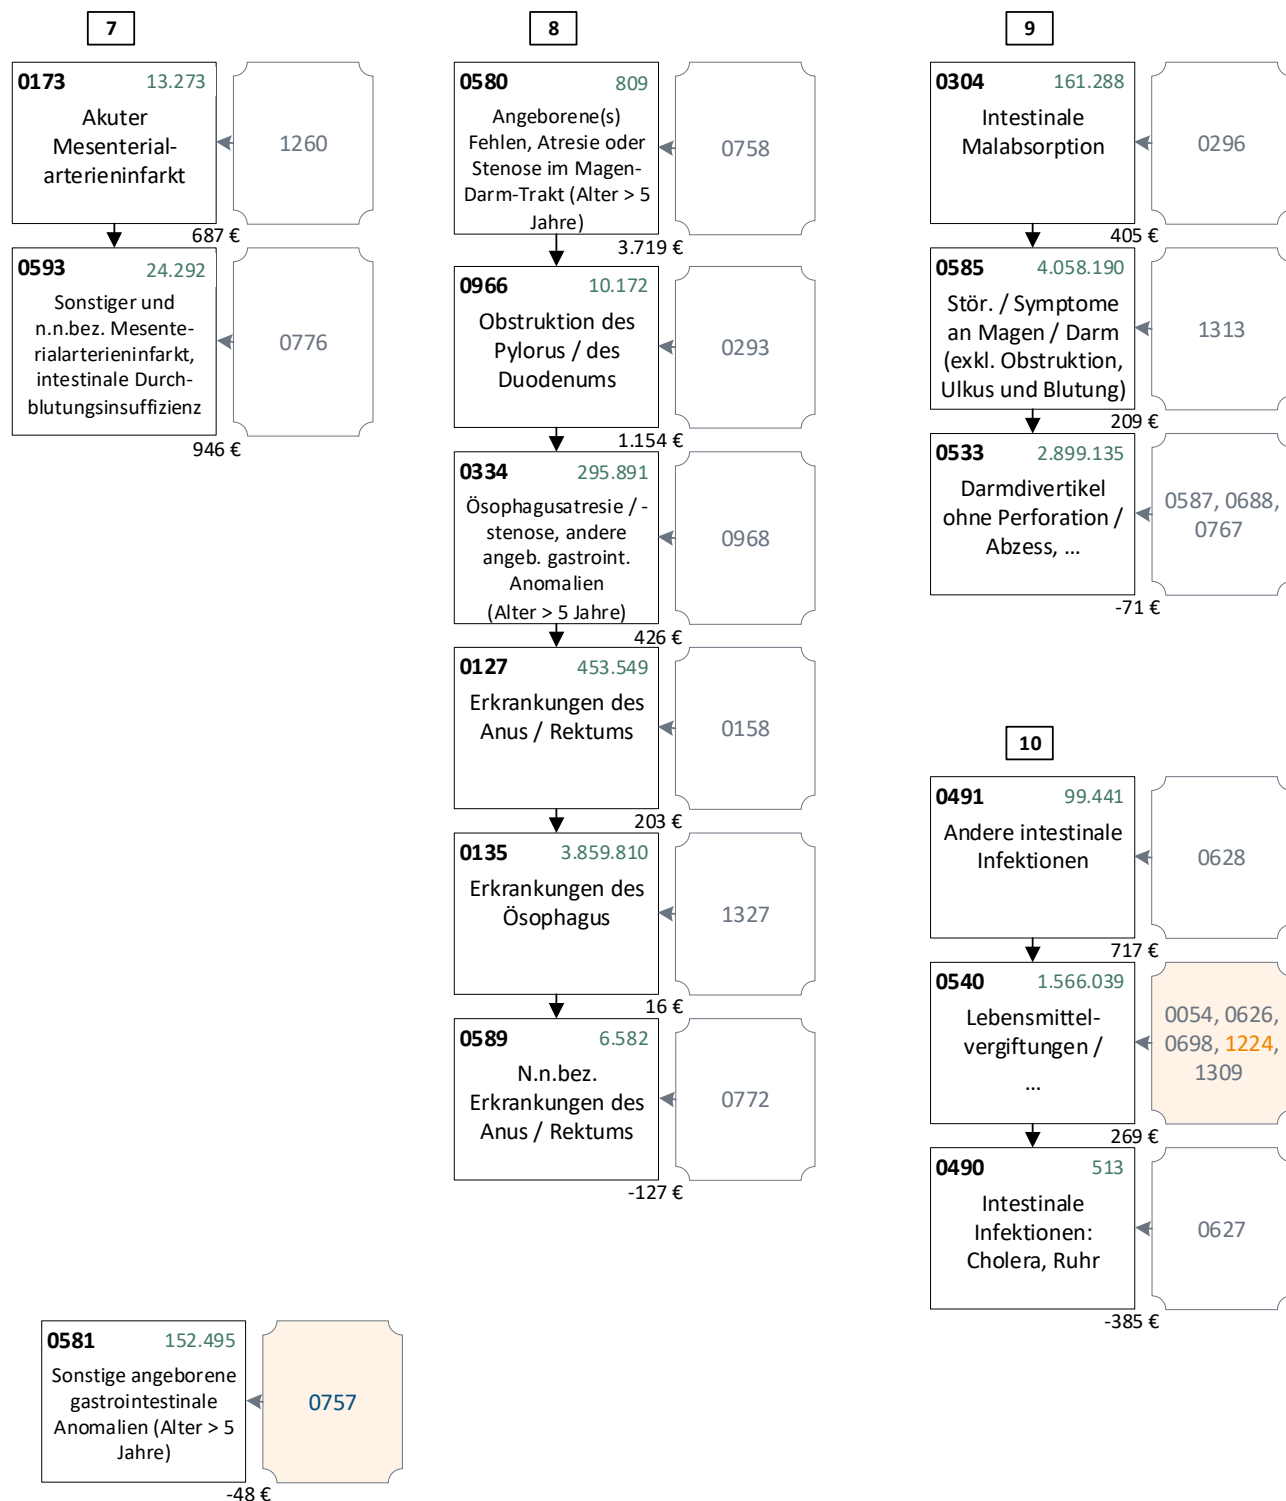 7
0173 13.273
Akuter
Mesenterial-
arterieninfarkt
1260
687 €
0593 24.292
Sonstiger und
n.n.bez. Mesente-
rialarterieninfarkt,
intestinale Durch-
blutungsinsuffizienz
0776
946 €
8
0580 809
Angeborene(s)
Fehlen, Atresie oder
Stenose im Magen-
Darm-Trakt (Alter > 5
Jahre)
0758
3.719 €
0966 10.172
Obstruktion des
Pylorus / des
Duodenums
0293
1.154 €
0334 295.891
Ösophagusatresie / -
stenose, andere
angeb. gastroint.
Anomalien
(Alter > 5 Jahre)
0968
426 €
0127 453.549
Erkrankungen des
Anus / Rektums
0158
203 €
0135 3.859.810
Erkrankungen des
Ösophagus
1327
16 €
0589 6.582
N.n.bez.
Erkrankungen des
Anus / Rektums
0772
-127 €
9
0304 161.288
Intestinale
Malabsorption
0296
405 €
0585 4.058.190
Stör. / Symptome
an Magen / Darm
(exkl. Obstruktion,
Ulkus und Blutung)
1313
209 €
0533 2.899.135
Darmdivertikel
ohne Perforation /
Abzess, ...
0587, 0688,
0767
-71 €
10
0491 99.441
Andere intestinale
Infektionen
0628
717 €
0540 1.566.039
Lebensmittel-
vergiftungen /
...
0054, 0626,
0698, 1224,
1309
269 €
0490 513
Intestinale
Infektionen:
Cholera, Ruhr
0627
-385 €
0581 152.495
Sonstige angeborene
gastrointestinale
Anomalien (Alter > 5
Jahre)
0757
-48 €